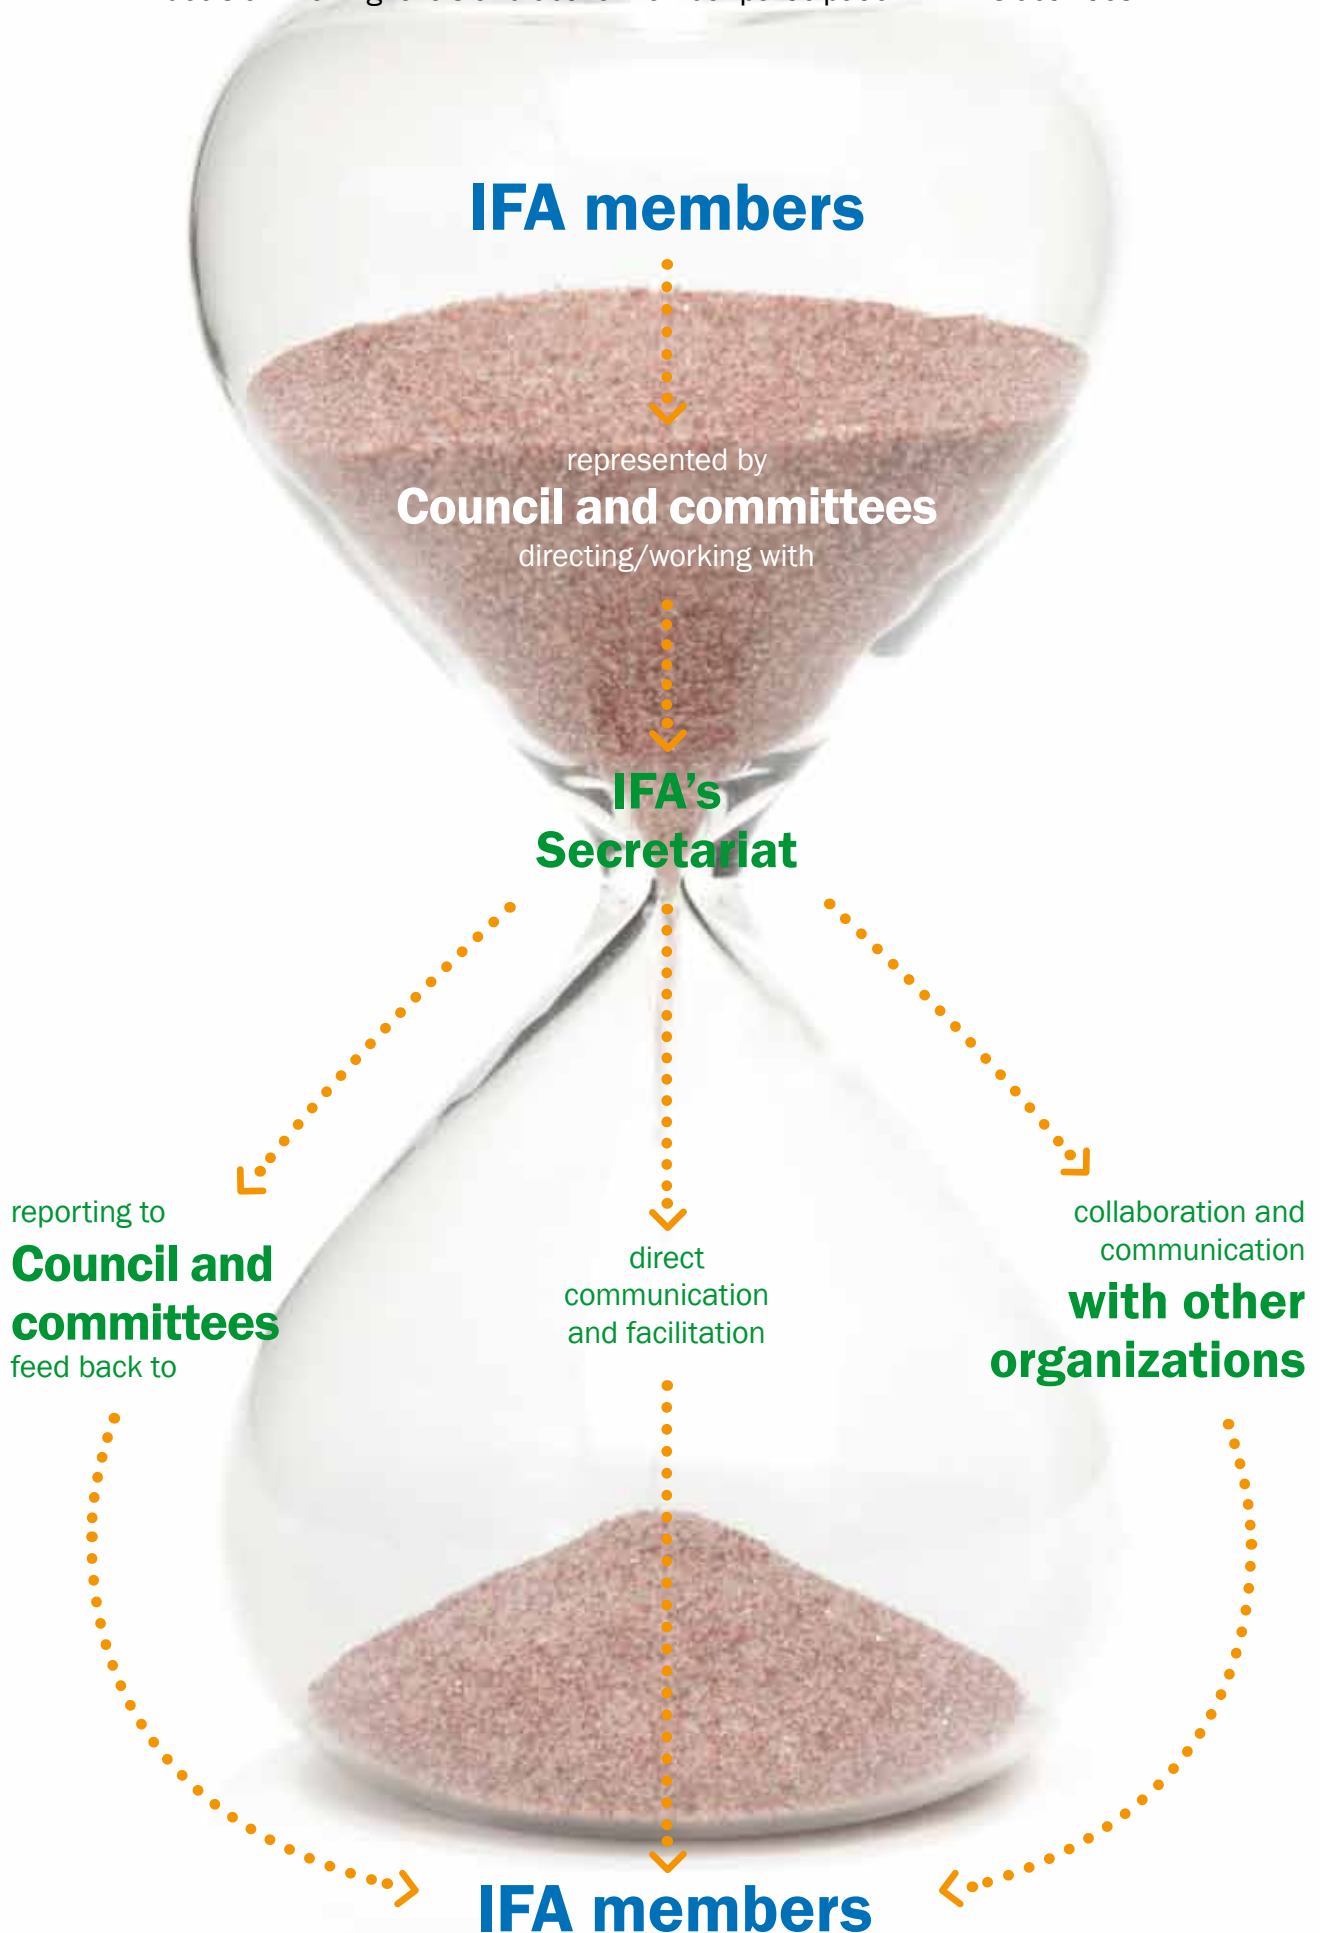 IFA members
represented by
Council and committees
directing/working with
IFA's
Secretariat
reporting to
Council and
committees
feed back to
direct
communication
and facilitation
collaboration and
communication
with other
organizations
IFA members